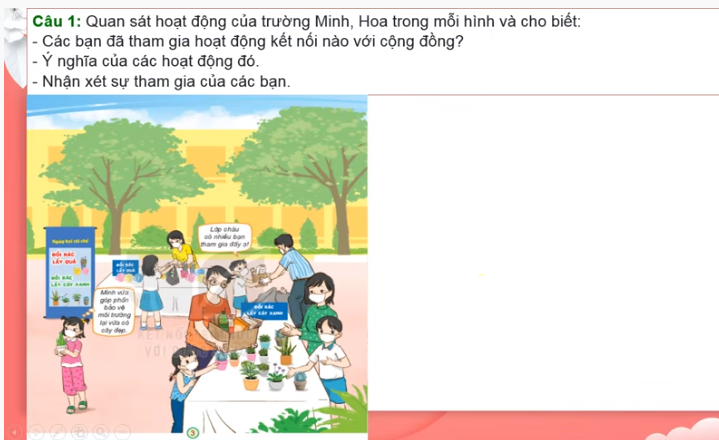 Câu 1: Quan sát hoạt động của trường Minh, Hoa trong mỗi hình và cho biết:
- Các bạn đã tham gia hoạt động kết nối nào với cộng đồng?
- Ý nghĩa của các hoạt động đó.
- Nhận xét sự tham gia của các bạn.
Lớp cháu
có nhiều bạn
tham gia đấy ạ!
ĐỔI RÁC
LẤY QUÀ
ĐỔI RÁC
LẤY CÂY XANH
ĐỔI RÁC
LẤY QUÀ
Mình vừa
góp phần
bảo vệ
môi trường
lại vừa có
cây đẹp.
ĐỔI RÁC
LẤY CÂY XANH
3